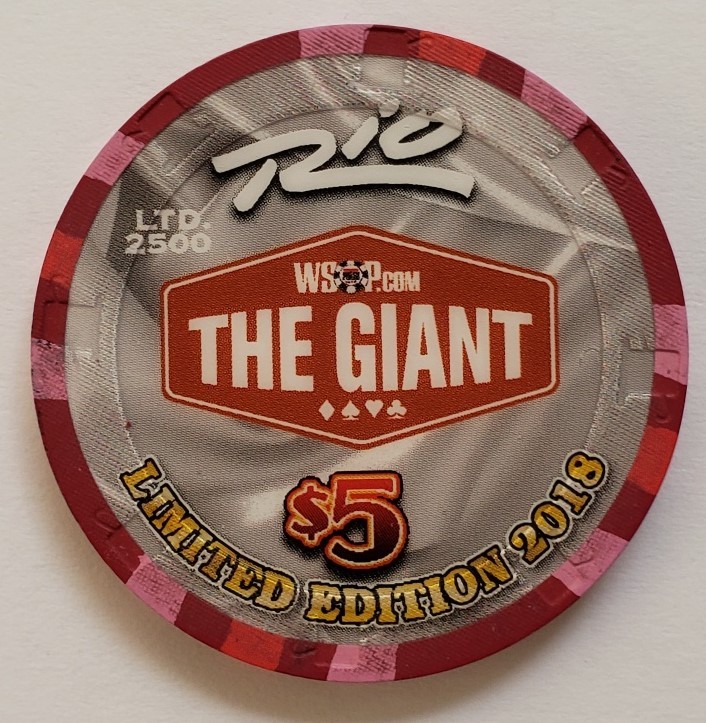 Rio
LTD.
2500
WSOP.COM
THE GIANT
$5
LIMITED EDITION 2018